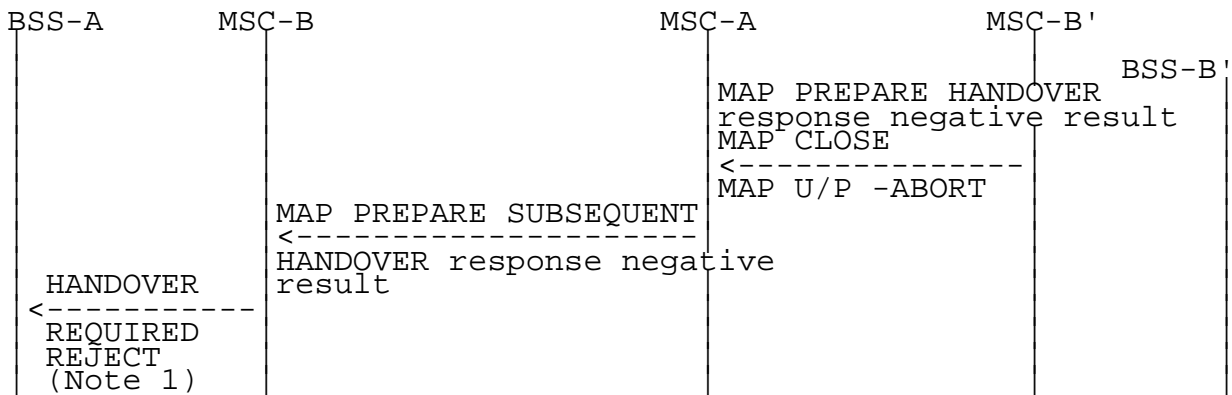 BSS-A MSC-B MSC-A MSC-B'
BSS-B'
MAP PREPARE HANDOVER
response negative result
MAP CLOSE
MAP U/P -ABORT
MAP PREPARE SUBSEQUENT
HANDOVER response negative
result
HANDOVER
REQUIRED
REJECT
(Note 1)